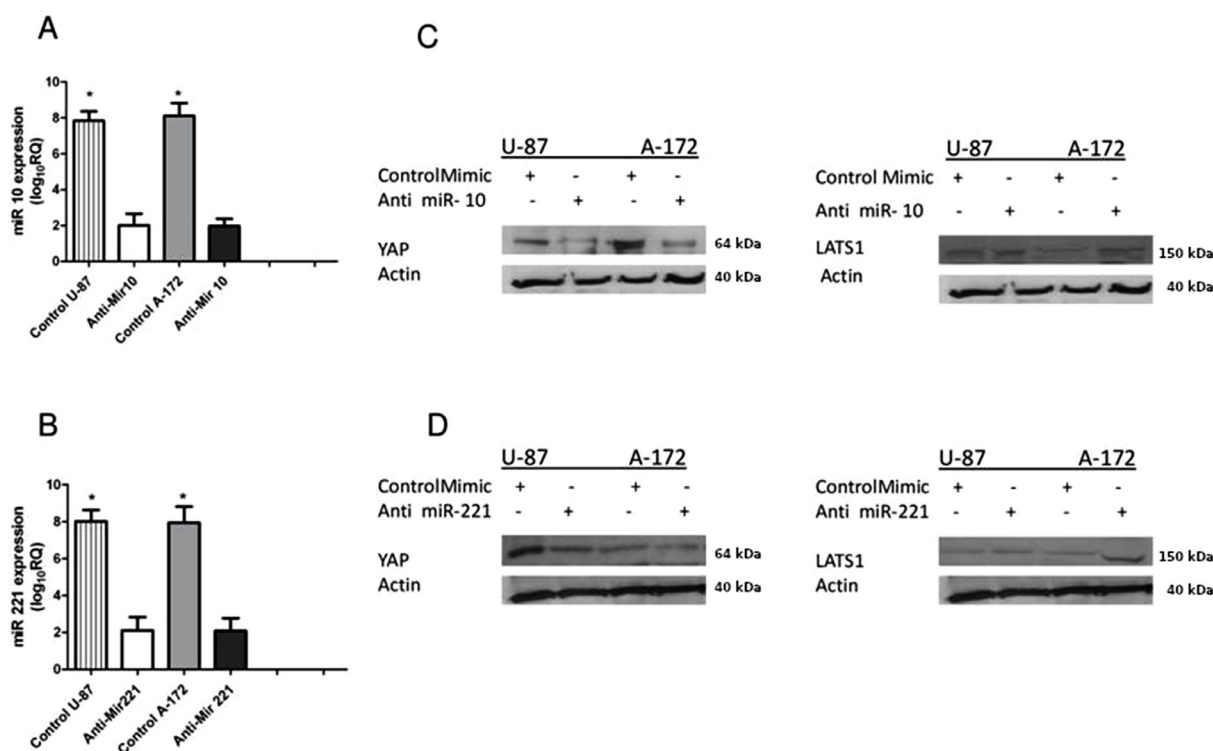 A
miR 10 expression
(log10RQ)
10
8
6
4
2
0
*
*
Control U-87
Anti-Mir10
Control A-172
Anti-Mir 10
C
U-87 A-172
ControlMimic + - + -
Anti miR- 10 - + - +
YAP 64 kDa
Actin 40 kDa
U-87 A-172
Control Mimic + - + -
Anti miR- 10 - + - +
LATS1 150 kDa
Actin 40 kDa
B
miR 221 expression
(log10RQ)
10
8
6
4
2
0
*
*
Control U-87
Anti-Mir221
Control A-172
Anti-Mir 221
D
U-87 A-172
ControlMimic + - + -
Anti miR-221 - + - +
YAP 64 kDa
Actin 40 kDa
U-87 A-172
ControlMimic + - + -
Anti miR-221 - + - +
LATS1 150 kDa
Actin 40 kDa